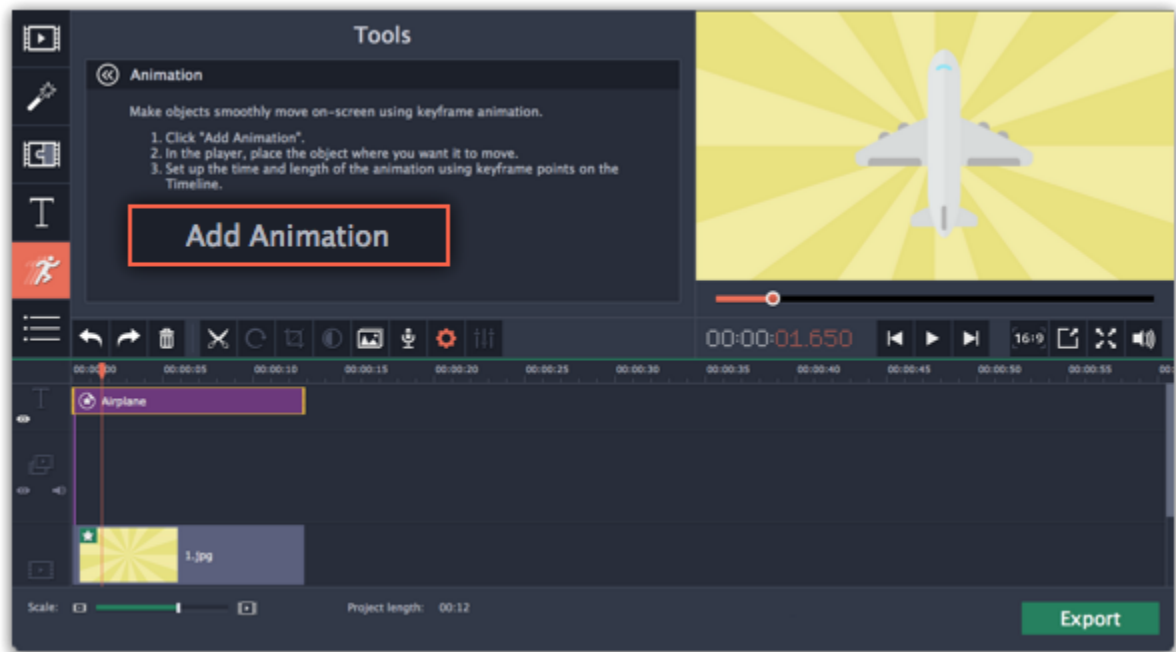 Tools
Animation
Make objects smoothly move on-screen using keyframe animation.
1. Click "Add Animation".
2. In the player, place the object where you want it to move.
3. Set up the time and length of the animation using keyframe points on the
Timeline.
T
Add Animation
00:00:01.650
16:9
00:00:00 00:00:05 00:00:10 00:00:15 00:00:20 00:00:25 00:00:30 00:00:35 00:00:40 00:00:45 00:00:50 00:00:55 00:
T
Airplane
1.jpg
Scale:
Project length: 00:12
Export